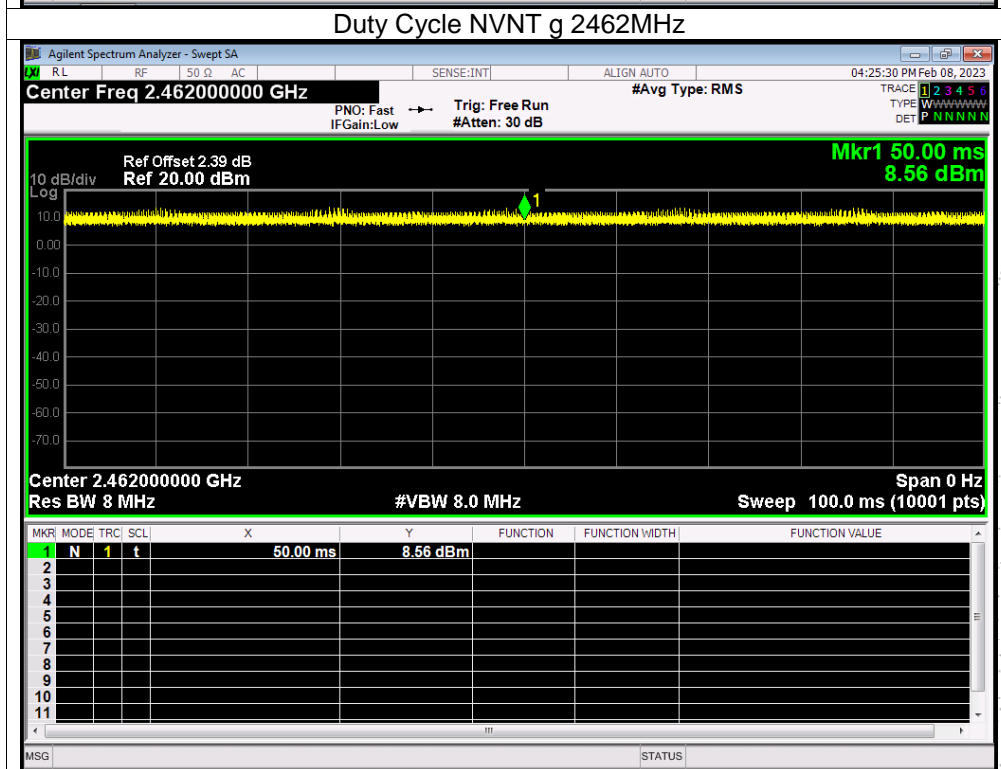 Duty Cycle NVNT g 2462MHz
Agilent Spectrum Analyzer - Swept SA
LXI RL RF 50 Ω AC SENSE:INT ALIGN AUTO 04:25:30 PM Feb 08, 2023
Center Freq 2.462000000 GHz #Avg Type: RMS TRACE 1 2 3 4 5 6
PNO: Fast Trig: Free Run TYPE WWWWWW
IFGain:Low #Atten: 30 dB DET P N N N N N
Mkr1 50.00 ms
Ref Offset 2.39 dB
10 dB/div Ref 20.00 dBm 8.56 dBm
Log
1
10.0
0.00
-10.0
-20.0
-30.0
-40.0
-50.0
-60.0
-70.0
Center 2.462000000 GHz Span 0 Hz
Res BW 8 MHz #VBW 8.0 MHz Sweep 100.0 ms (10001 pts)
MKR MODE TRC SCL X Y FUNCTION FUNCTION WIDTH FUNCTION VALUE
1 N 1 t 50.00 ms 8.56 dBm
2
3
4
5
6
7
8
9
10
11
MSG STATUS